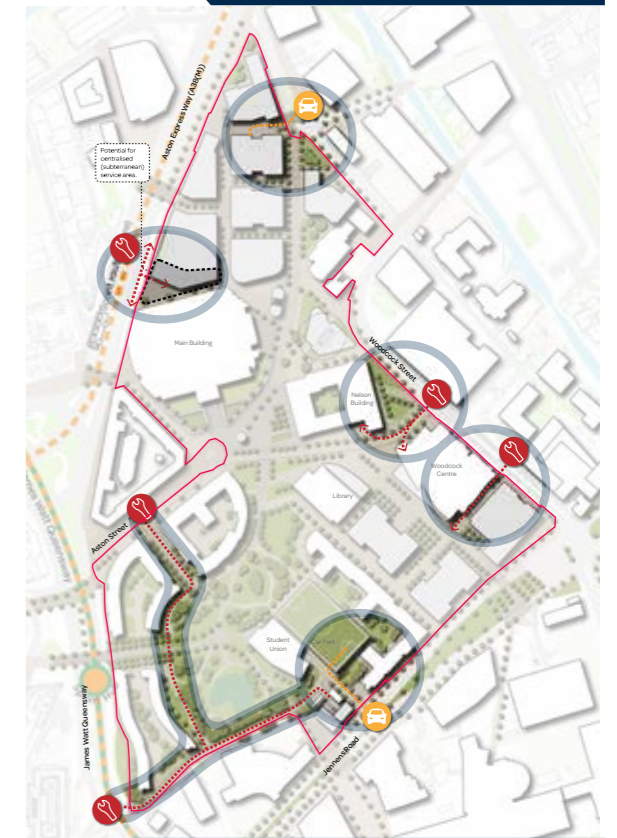 Aston Express Way (A38(M))
Potential for
centralised
(subterranean)
service area.
Main Building
Woodcock Street
Nelson
Building
Woodcock
Centre
Library
Aston Street
Student
Union
James Watt Queensway
Jennens Road